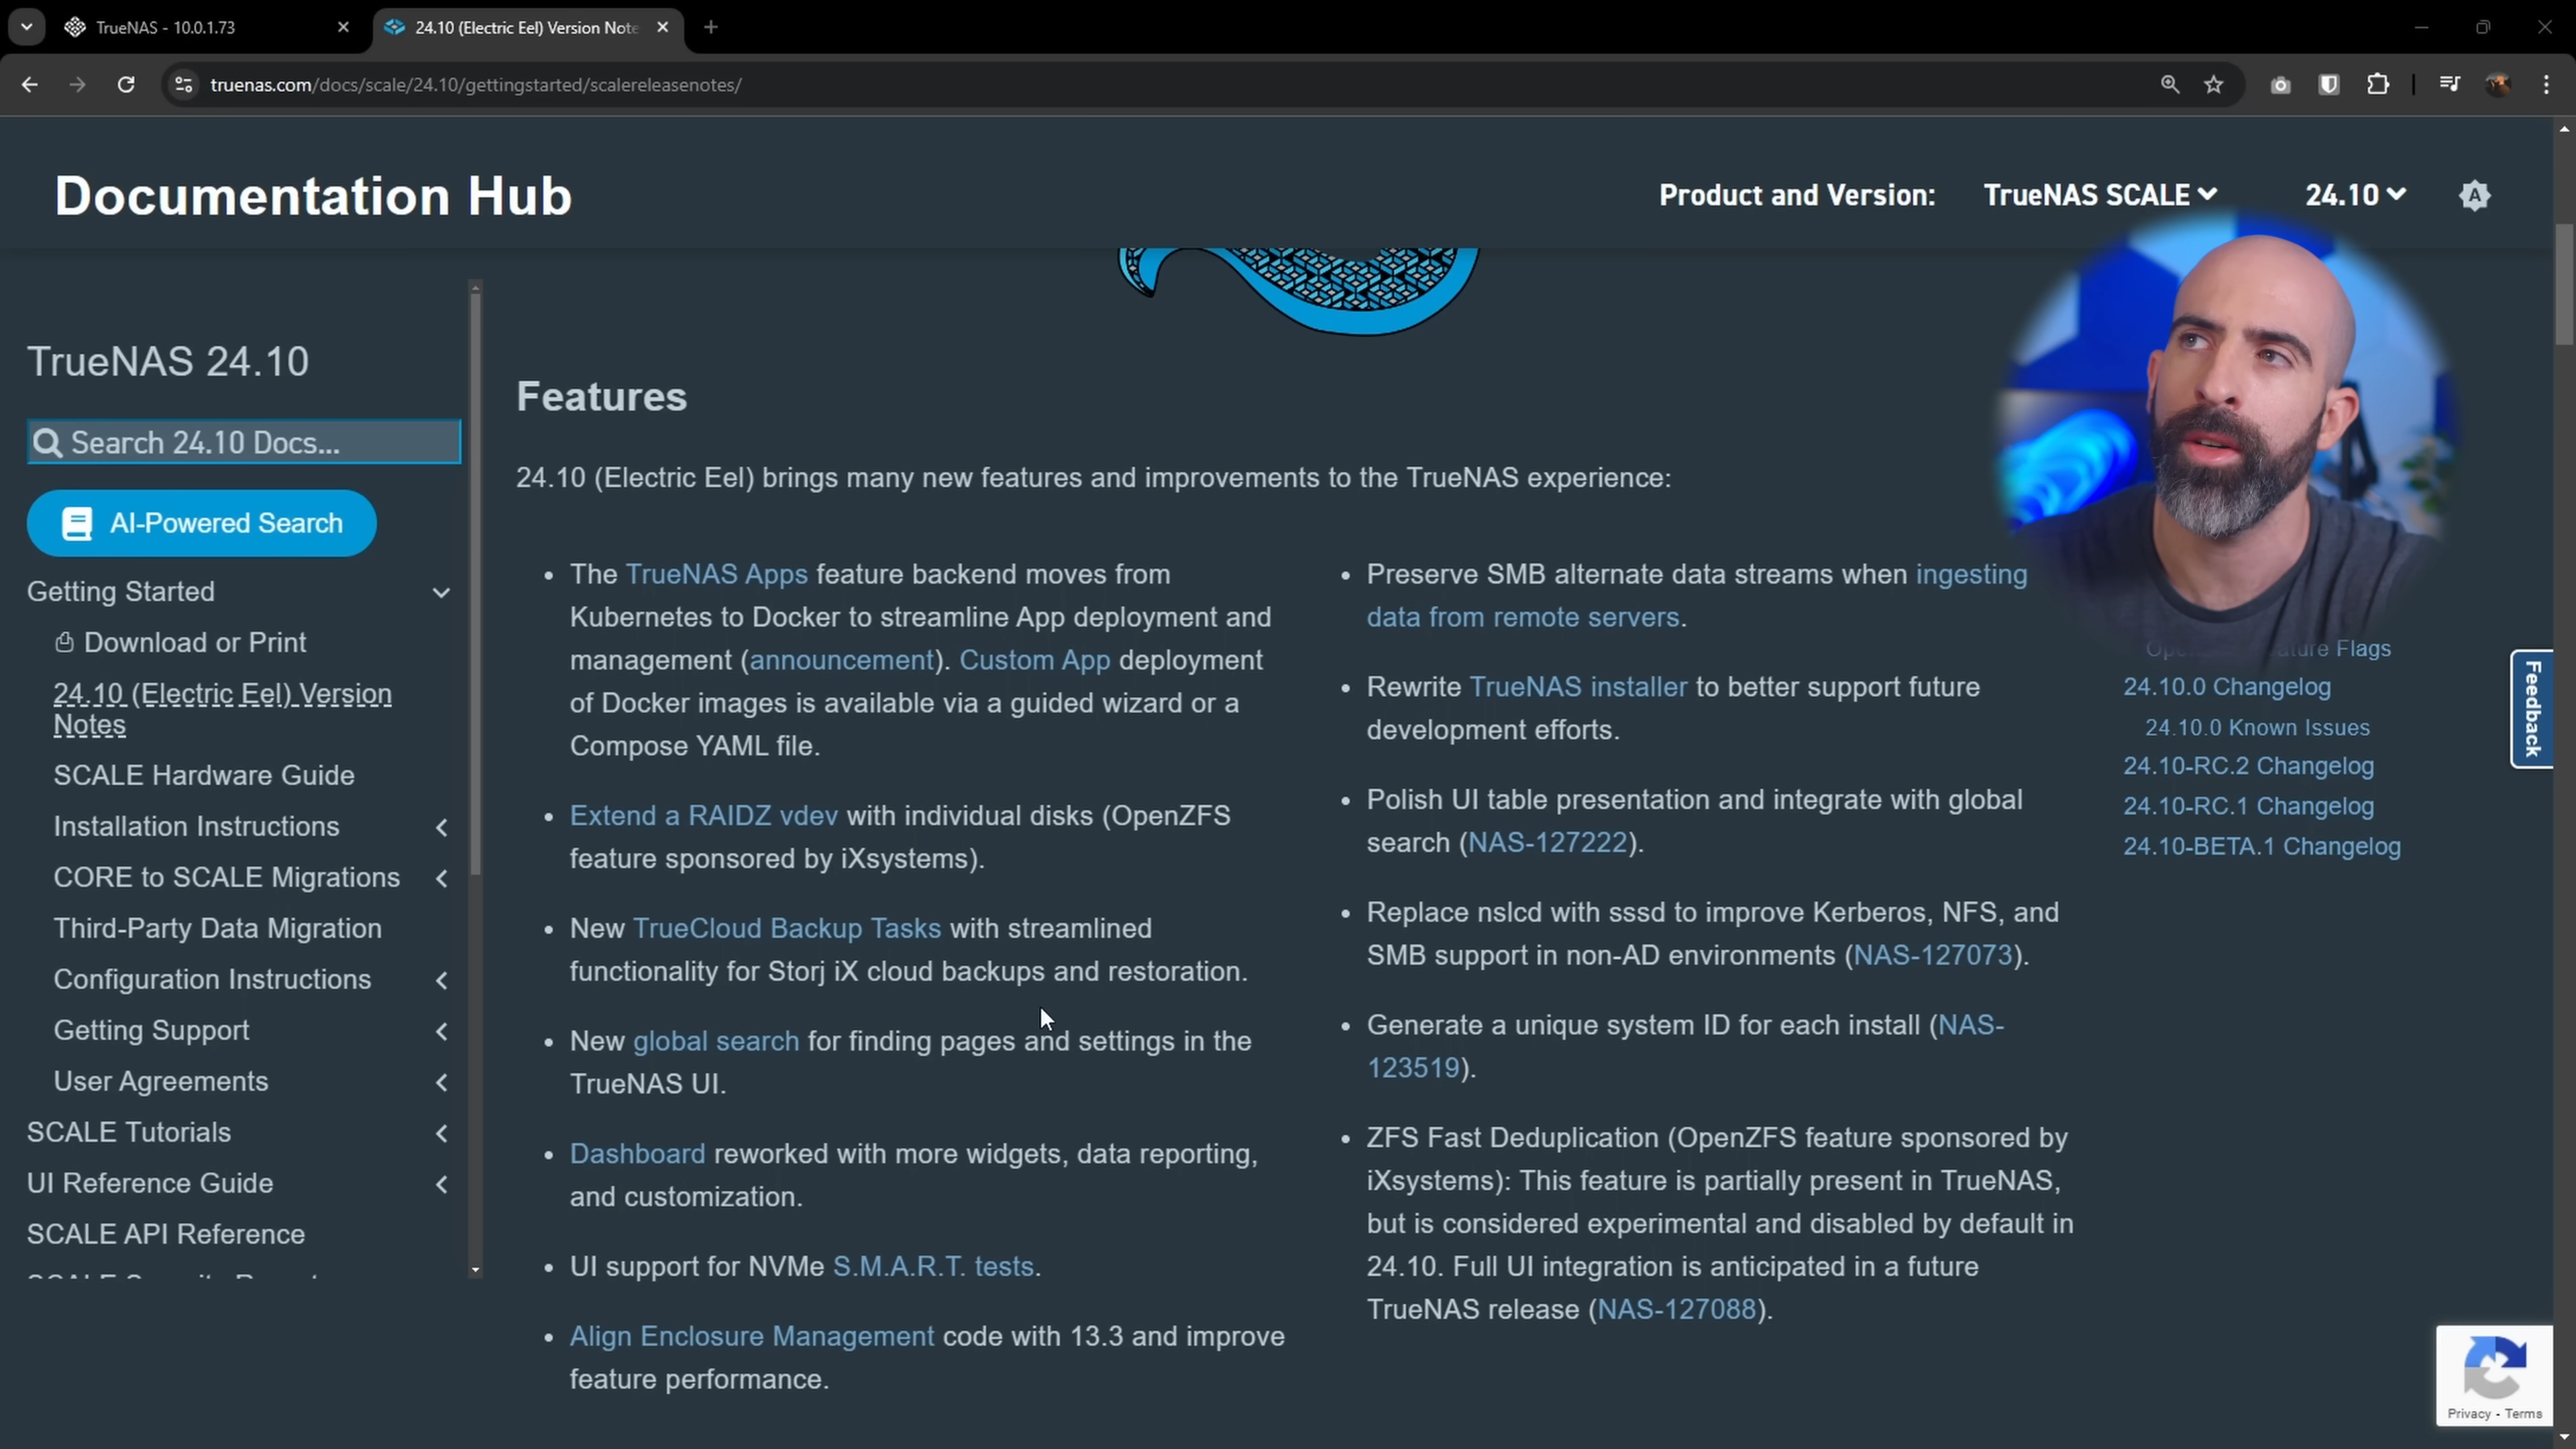 TrueNAS - 10.0.1.73
24.10 (Electric Eel) Version Note
truenas.com/docs/scale/24.10/gettingstarted/scalereleasenotes/
Documentation Hub
Product and Version:
TrueNAS SCALE
24.10
A
TrueNAS 24.10
Search 24.10 Docs...
AI-Powered Search
Getting Started
Download or Print
24.10 (Electric Eel) Version
Notes
SCALE Hardware Guide
Installation Instructions
CORE to SCALE Migrations
Third-Party Data Migration
Configuration Instructions
Getting Support
User Agreements
SCALE Tutorials
UI Reference Guide
SCALE API Reference
Features
24.10 (Electric Eel) brings many new features and improvements to the TrueNAS experience:
• The TrueNAS Apps feature backend moves from
Kubernetes to Docker to streamline App deployment and
management (announcement). Custom App deployment
of Docker images is available via a guided wizard or a
Compose YAML file.
• Extend a RAIDZ vdev with individual disks (OpenZFS
feature sponsored by iXsystems).
• New TrueCloud Backup Tasks with streamlined
functionality for Storj iX cloud backups and restoration.
• New global search for finding pages and settings in the
TrueNAS UI.
• Dashboard reworked with more widgets, data reporting,
and customization.
• UI support for NVMe S.M.A.R.T. tests.
• Align Enclosure Management code with 13.3 and improve
feature performance.
• Preserve SMB alternate data streams when ingesting
data from remote servers.
• Rewrite TrueNAS installer to better support future
development efforts.
• Polish UI table presentation and integrate with global
search (NAS-127222).
• Replace nslcd with sssd to improve Kerberos, NFS, and
SMB support in non-AD environments (NAS-127073).
• Generate a unique system ID for each install (NAS-
123519).
• ZFS Fast Deduplication (OpenZFS feature sponsored by
iXsystems): This feature is partially present in TrueNAS,
but is considered experimental and disabled by default in
24.10. Full UI integration is anticipated in a future
TrueNAS release (NAS-127088).
Flags
24.10.0 Changelog
24.10.0 Known Issues
24.10-RC.2 Changelog
24.10-RC.1 Changelog
24.10-BETA.1 Changelog
Feedback
Privacy - Terms